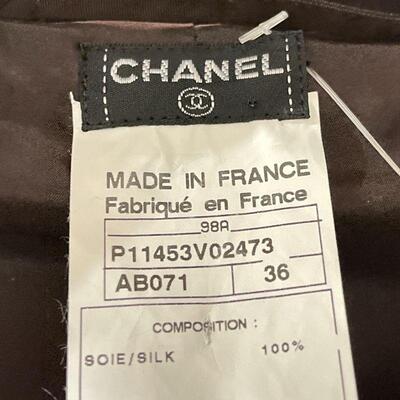 CHANEL
MADE IN FRANCE
Fabriqué en France
98A
P11453V02473
AB071 36
COMPOSITION :
SOIE/SILK 100%